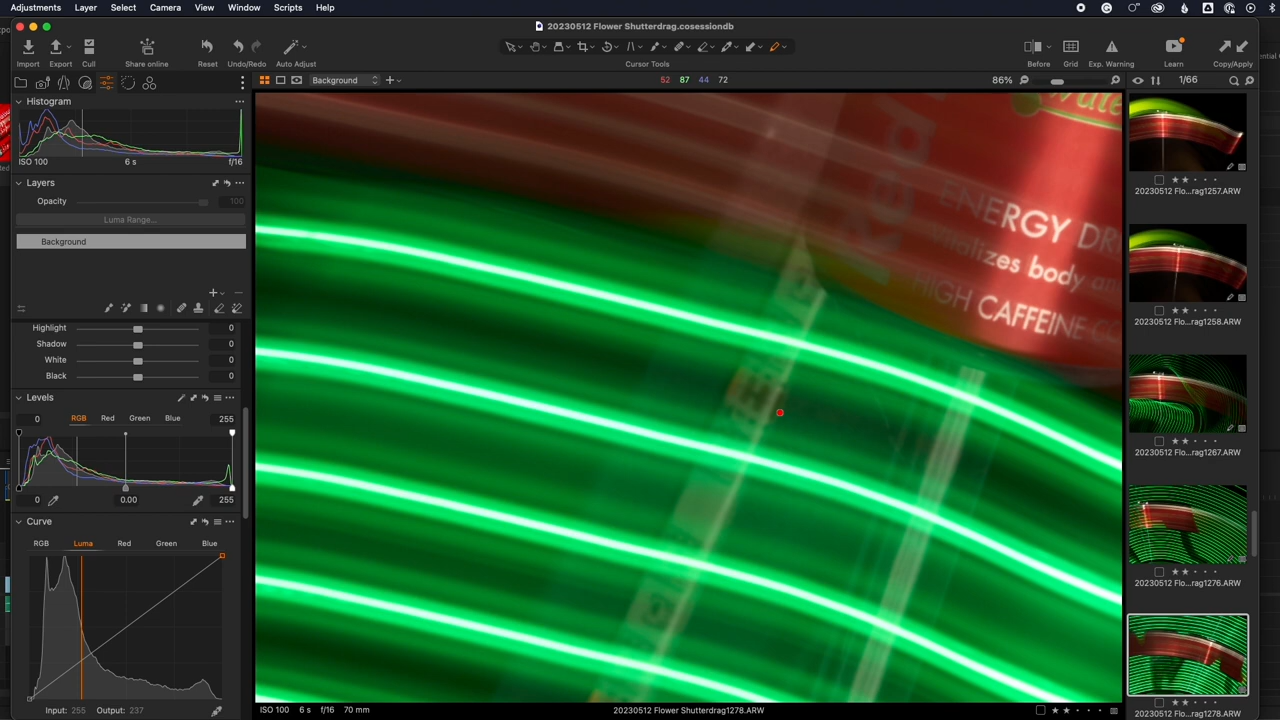 Adjustments Layer Select Camera View Window Scripts Help
20230512 Flower Shutterdrag.cosessiondb
Import Export Cull Share online Reset Undo/Redo Auto Adjust Cursor Tools Before Grid Exp. Warning Learn Copy/Apply
Background
52 87 44 72
86%
1/66
Histogram
ISO 100 6 s f/16
Layers
Opacity 100
Luma Range...
Background
Highlight 0
Shadow 0
White 0
Black 0
Levels
0 RGB Red Green Blue 255
0 0.00 255
Curve
RGB Luma Red Green Blue
Input: 255 Output: 237
ENERGY DR
izes body an
HIGH CAFFEINE CO
ISO 100 6 s f/16 70 mm
20230512 Flower Shutterdrag1278.ARW
20230512 Flo...rag1257.ARW
20230512 Flo...rag1258.ARW
20230512 Flo...rag1267.ARW
20230512 Flo...rag1276.ARW
20230512 Flo...rag1278.ARW